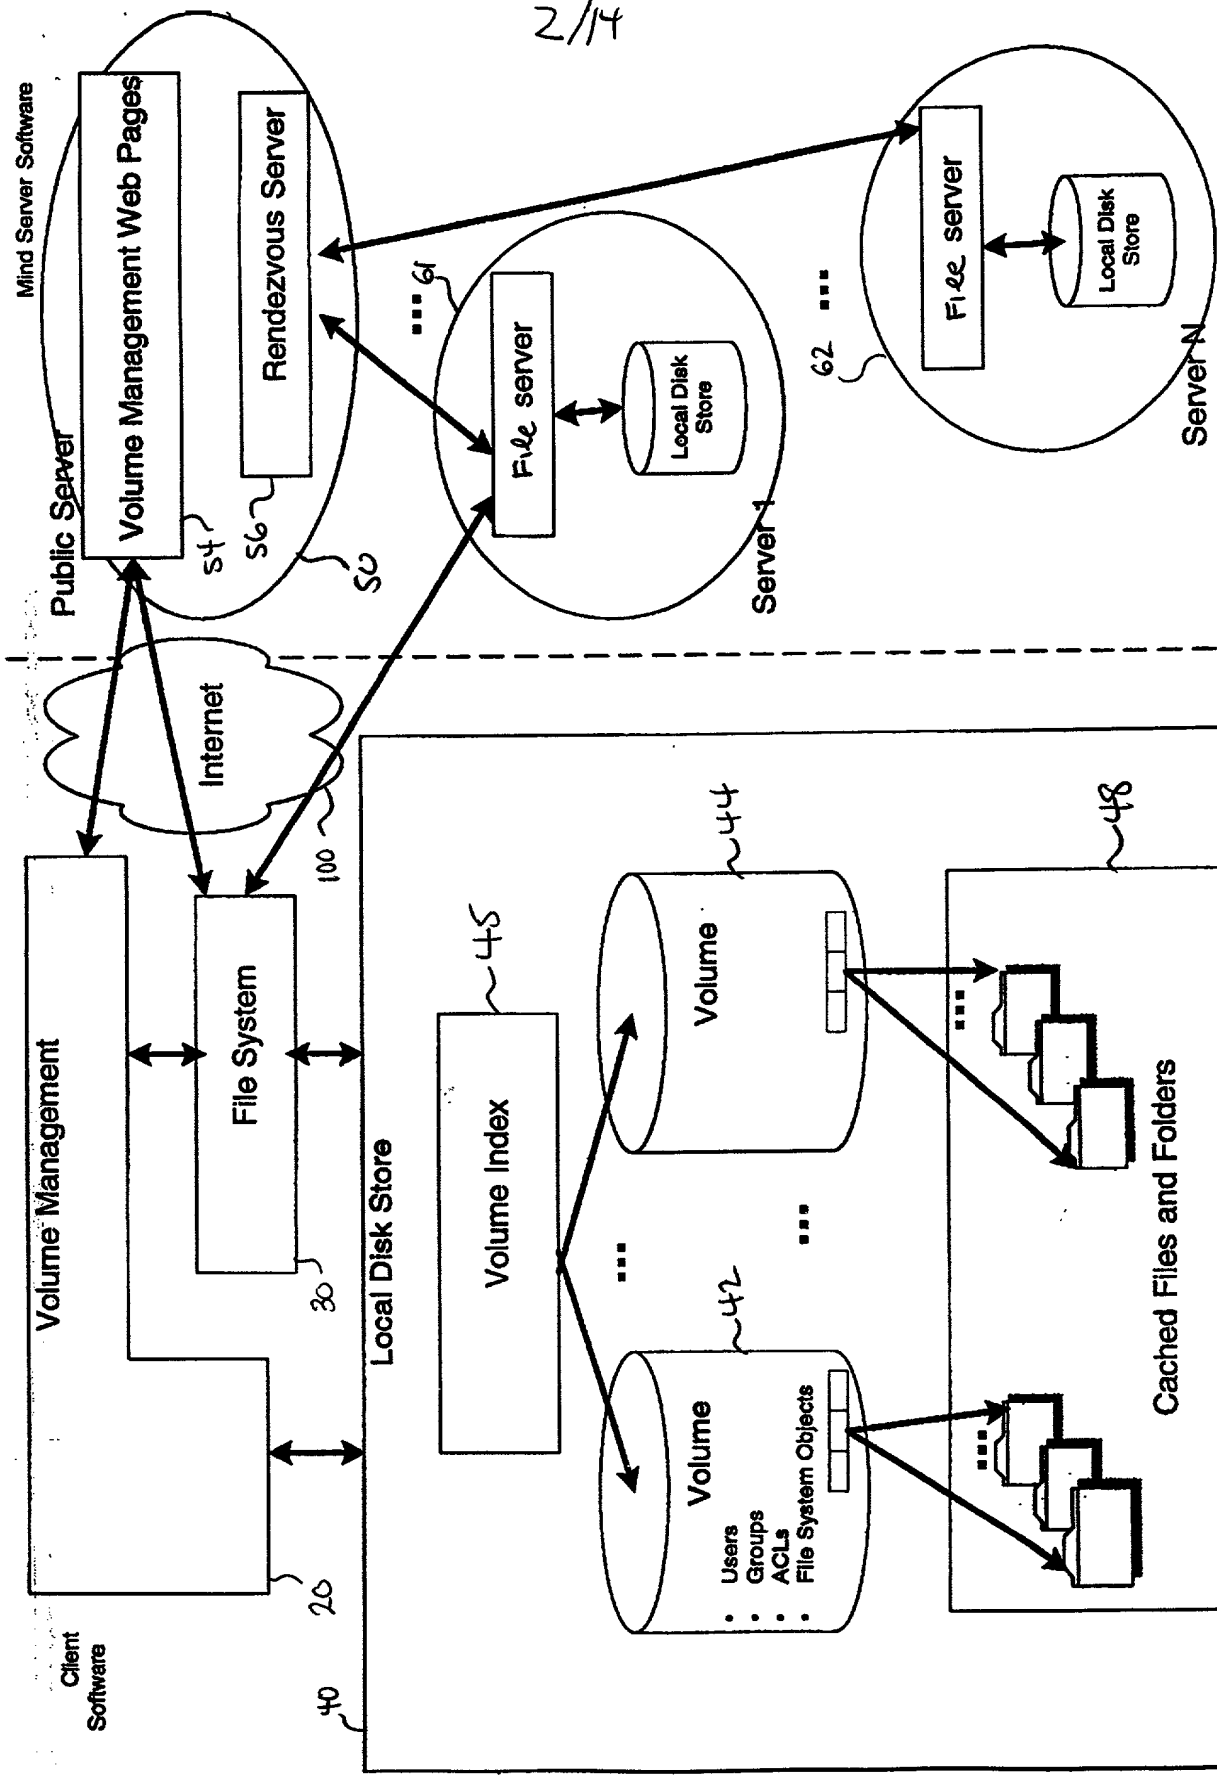 2/14
Client
Software
Mind Server Software
Volume Management
20
File System
30
Internet
100
Public Server
Volume Management Web Pages
54
Rendezvous Server
56
50
Local Disk Store
40
Volume Index
45
Volume
42
• Users
• Groups
• ACLs
• File System Objects
...
...
Volume
44
...
...
Cached Files and Folders
48
...
61
File server
Local Disk
Store
Server 1
...
62
File server
Local Disk
Store
Server N